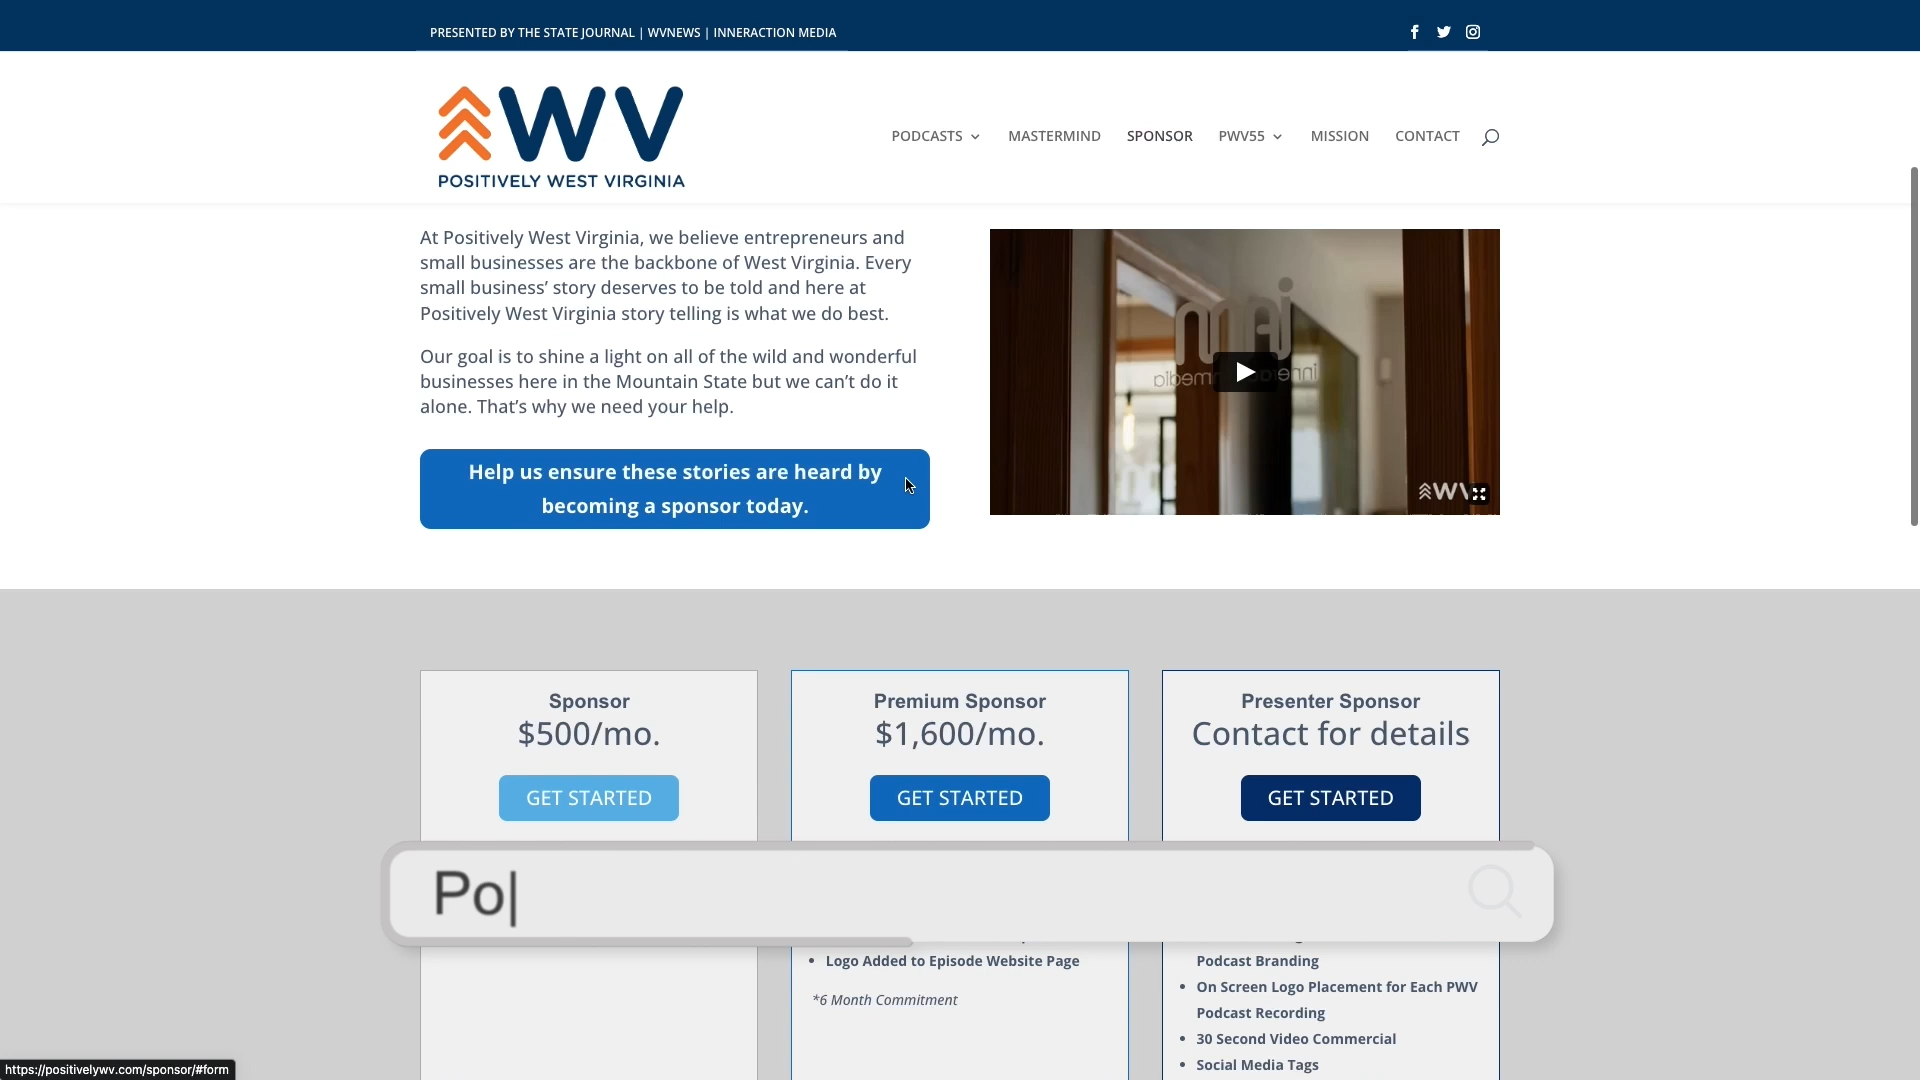 PRESENTED BY THE STATE JOURNAL | WVNEWS | INNERACTION MEDIA
WV
POSITIVELY WEST VIRGINIA
PODCASTS
MASTERMIND
SPONSOR
PWV55
MISSION
CONTACT
At Positively West Virginia, we believe entrepreneurs and
small businesses are the backbone of West Virginia. Every
small business’ story deserves to be told and here at
Positively West Virginia story telling is what we do best.
Our goal is to shine a light on all of the wild and wonderful
businesses here in the Mountain State but we can’t do it
alone. That’s why we need your help.
Help us ensure these stories are heard by
becoming a sponsor today.
WV
Sponsor
$500/mo.
GET STARTED
Premium Sponsor
$1,600/mo.
GET STARTED
Presenter Sponsor
Contact for details
GET STARTED
Po
• Logo Added to Episode Website Page
*6 Month Commitment
Podcast Branding
• On Screen Logo Placement for Each PWV
Podcast Recording
• 30 Second Video Commercial
• Social Media Tags
https://positivelywv.com/sponsor/#form